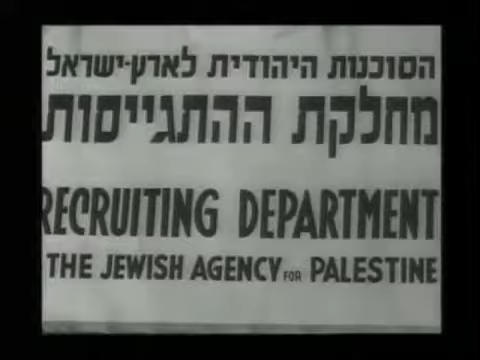 הסוכנות היהודית לארץ-ישראל
מחלקת ההתגייסות
RECRUITING DEPARTMENT
THE JEWISH AGENCY FOR PALESTINE